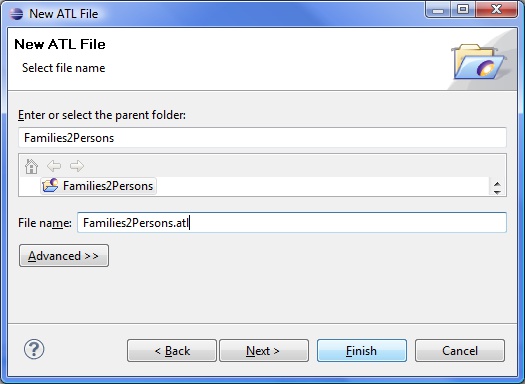 New ATL File
New ATL File
Select file name
Enter or select the parent folder:
Families2Persons
Families2Persons
File name: Families2Persons.atl
Advanced >>
? < Back Next > Finish Cancel